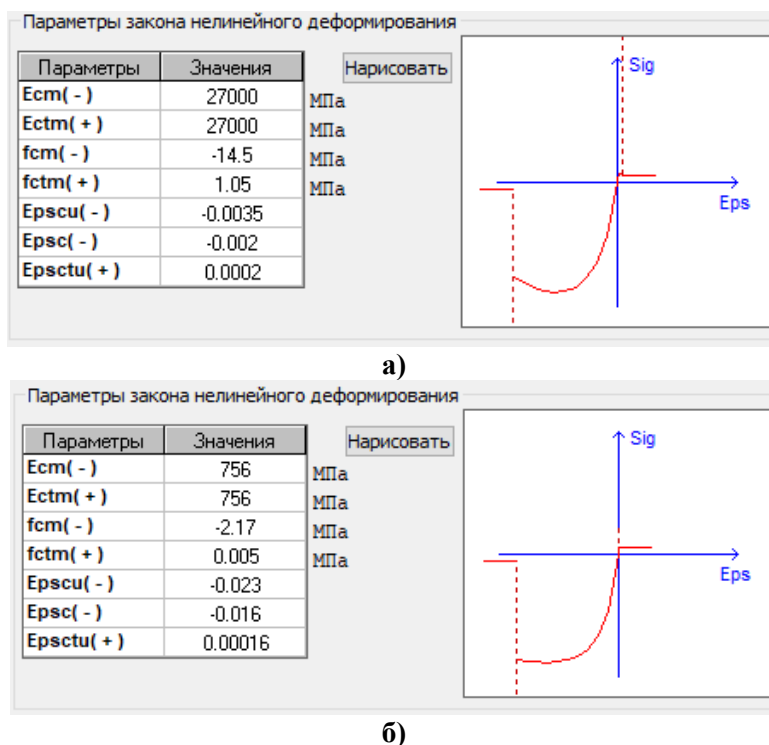 Параметры закона нелинейного деформирования
Параметры Значения Нарисовать
Ecm( - ) 27000 МПа
Ectm( + ) 27000 МПа
fcm( - ) -14.5 МПа
fctm( + ) 1.05 МПа
Epscu( - ) -0.0035
Epsc( - ) -0.002
Epsctu( + ) 0.0002
Sig
Eps
а)
Параметры закона нелинейного деформирования
Параметры Значения Нарисовать
Ecm( - ) 756 МПа
Ectm( + ) 756 МПа
fcm( - ) -2.17 МПа
fctm( + ) 0.005 МПа
Epscu( - ) -0.023
Epsc( - ) -0.016
Epsctu( + ) 0.00016
Sig
Eps
б)